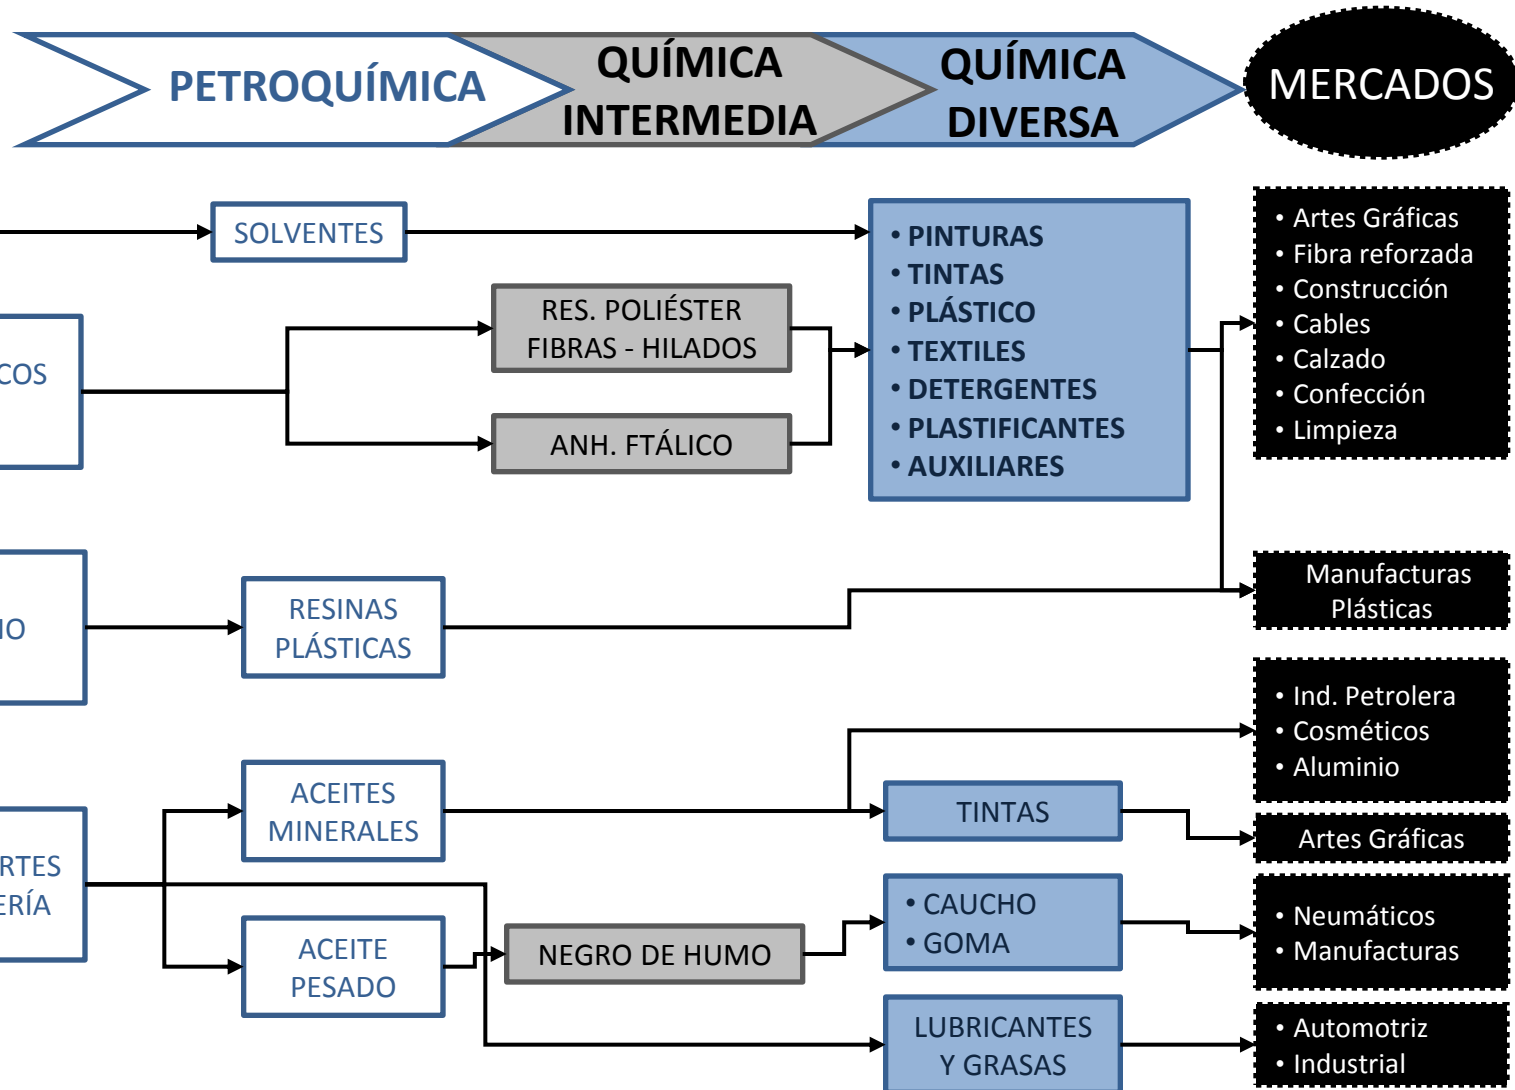 PETROQUÍMICA
QUÍMICA
INTERMEDIA
QUÍMICA
DIVERSA
MERCADOS
SOLVENTES
• PINTURAS
• TINTAS
• PLÁSTICO
• TEXTILES
• DETERGENTES
• PLASTIFICANTES
• AUXILIARES
• Artes Gráficas
• Fibra reforzada
• Construcción
• Cables
• Calzado
• Confección
• Limpieza
RES. POLIÉSTER
FIBRAS - HILADOS
COS
ANH. FTÁLICO
RESINAS
PLÁSTICAS
Manufacturas
Plásticas
• Ind. Petrolera
• Cosméticos
• Aluminio
ACEITES
MINERALES
TINTAS
Artes Gráficas
RTES
ERÍA
ACEITE
PESADO
NEGRO DE HUMO
• CAUCHO
• GOMA
• Neumáticos
• Manufacturas
LUBRICANTES
Y GRASAS
• Automotriz
• Industrial